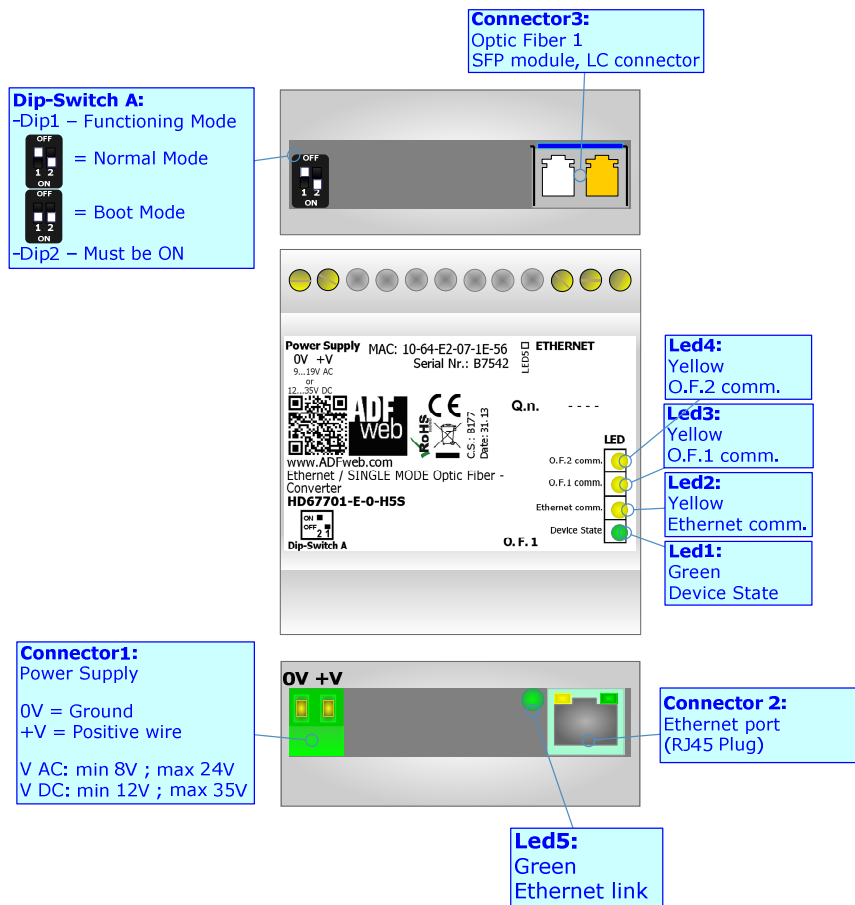 Connector3:
Optic Fiber 1
SFP module, LC connector
Dip-Switch A:
-Dip1 – Functioning Mode
OFF
1 2
ON
= Normal Mode
OFF
1 2
ON
= Boot Mode
-Dip2 – Must be ON
OFF
1 2
ON
Power Supply
0V +V
9...19V AC
or
12...35V DC
MAC: 10-64-E2-07-1E-56
Serial Nr.: B7542
LED5
ETHERNET
ADF
web
RoHS
CE
C.S.: B177
Date: 31.13
Q.n. - - - -
LED
www.ADFweb.com
Ethernet / SINGLE MODE Optic Fiber -
Converter
HD67701-E-0-H5S
ON
OFF
2 1
Dip-Switch A
O.F.2 comm.
O.F.1 comm.
Ethernet comm.
Device State
O.F.1
Led4:
Yellow
O.F.2 comm.
Led3:
Yellow
O.F.1 comm.
Led2:
Yellow
Ethernet comm.
Led1:
Green
Device State
Connector1:
Power Supply
0V = Ground
+V = Positive wire
V AC: min 8V ; max 24V
V DC: min 12V ; max 35V
0V +V
Connector 2:
Ethernet port
(RJ45 Plug)
Led5:
Green
Ethernet link